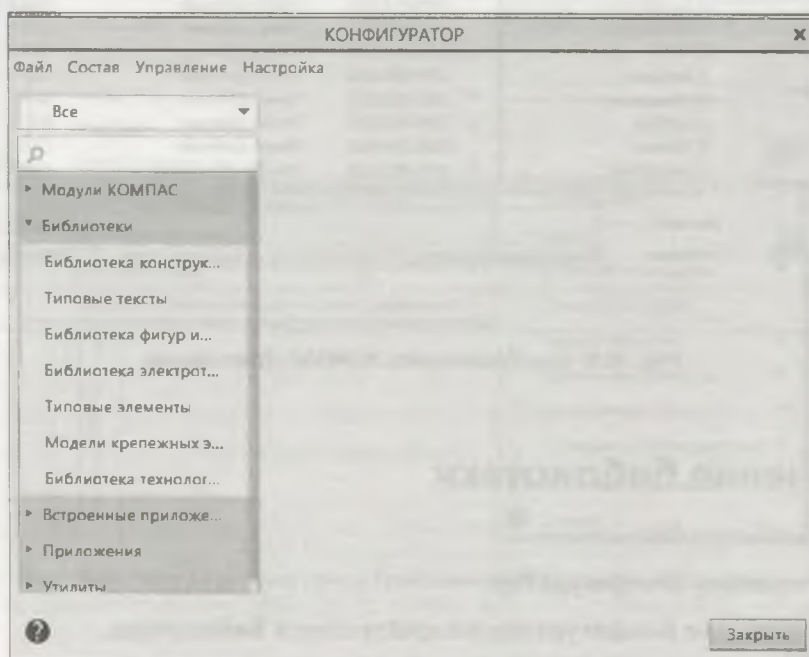 КОНФИГУРАТОР
Файл Состав Управление Настройка
Все
Модули КОМПАС
Библиотеки
Библиотека конструк...
Типовые тексты
Библиотека фигур и...
Библиотека электрот...
Типовые элементы
Модели крепежных э...
Библиотека технолог...
Встроенные приложе...
Приложения
Утилиты
Закрыть